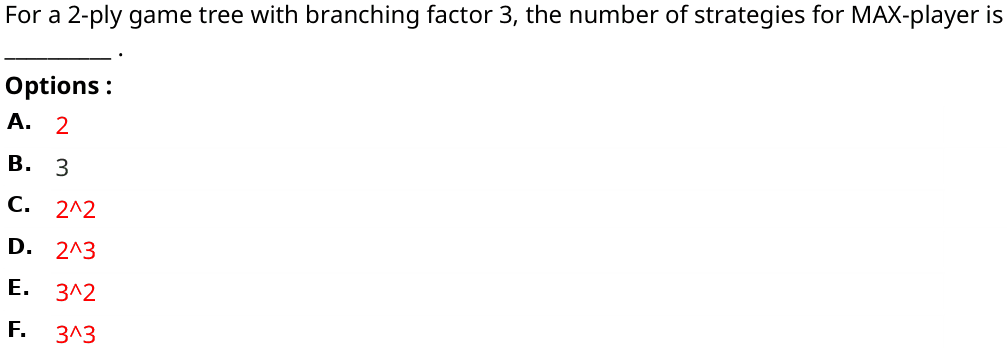 For a 2-ply game tree with branching factor 3, the number of strategies for MAX-player is
__________ .
Options :
A. 2
B. 3
C. 2^2
D. 2^3
E. 3^2
F. 3^3